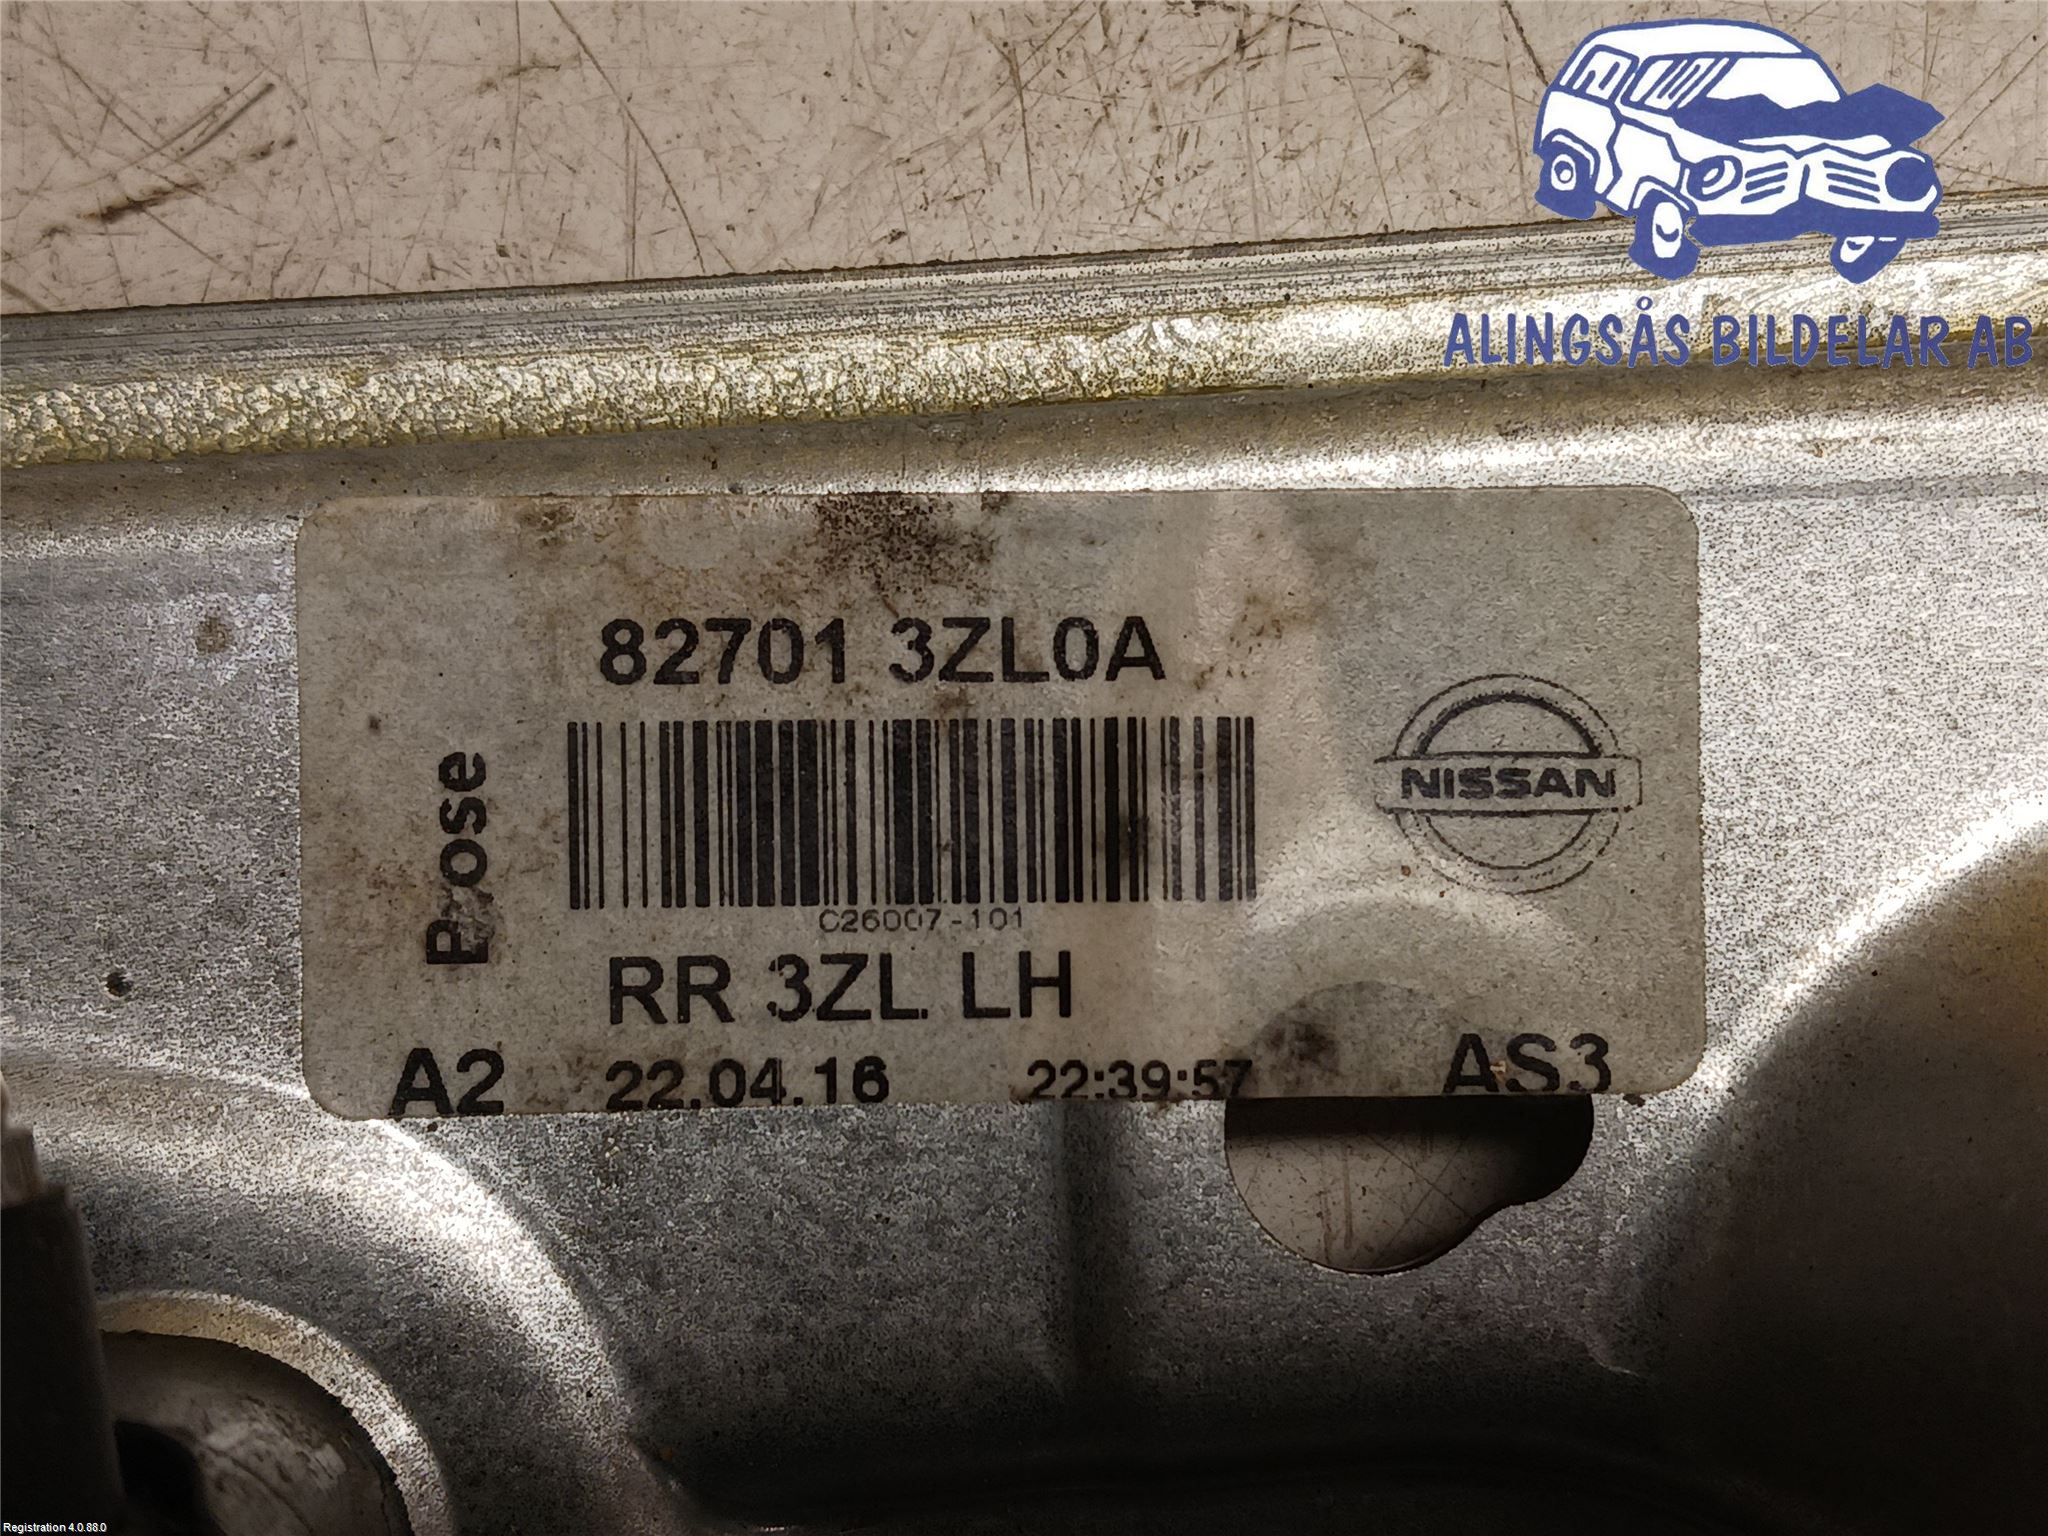 ALINGSÅS BILDELAR AB
82701 3ZL0A
Brose
NISSAN
C26007-101
RR 3ZL LH
A2 22.04.16 22:39:57 AS3
Registration 4.0.88.0